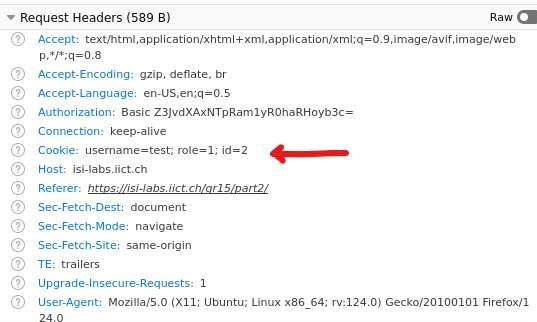 Request Headers (589 B)
Raw
Accept: text/html,application/xhtml+xml,application/xml;q=0.9,image/avif,image/web
p,*/*;q=0.8
Accept-Encoding: gzip, deflate, br
Accept-Language: en-US,en;q=0.5
Authorization: Basic Z3JvdXAxNTpRam1yR0haRHoyb3c=
Connection: keep-alive
Cookie: username=test; role=1; id=2
Host: isi-labs.iict.ch
Referer: https://isi-labs.iict.ch/gr15/part2/
Sec-Fetch-Dest: document
Sec-Fetch-Mode: navigate
Sec-Fetch-Site: same-origin
TE: trailers
Upgrade-Insecure-Requests: 1
User-Agent: Mozilla/5.0 (X11; Ubuntu; Linux x86_64; rv:124.0) Gecko/20100101 Firefox/1
24.0